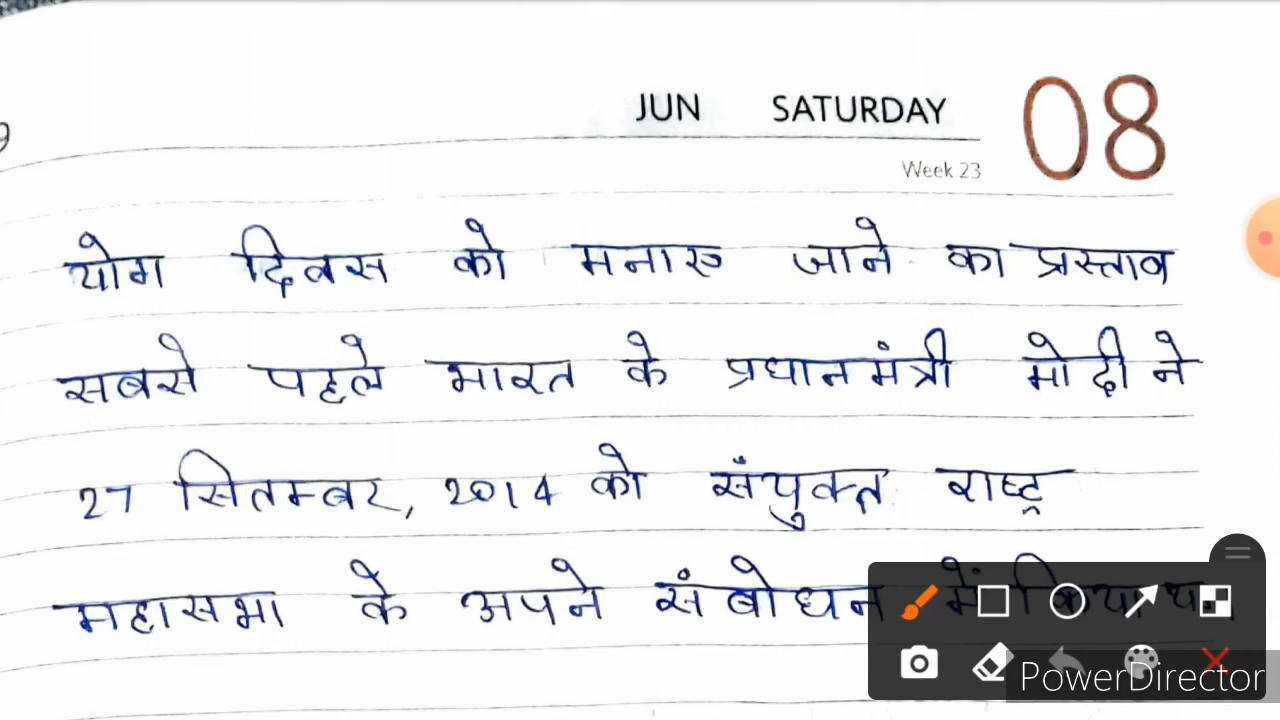 JUN SATURDAY 08
Week 23
योग दिवस को मनाए जाने का प्रस्ताव
सबसे पहले भारत के प्रधानमंत्री मोदी ने
27 सितम्बर, 2014 को संयुक्त राष्ट्र
महासभा के अपने संबोधन में किया था
PowerDirector